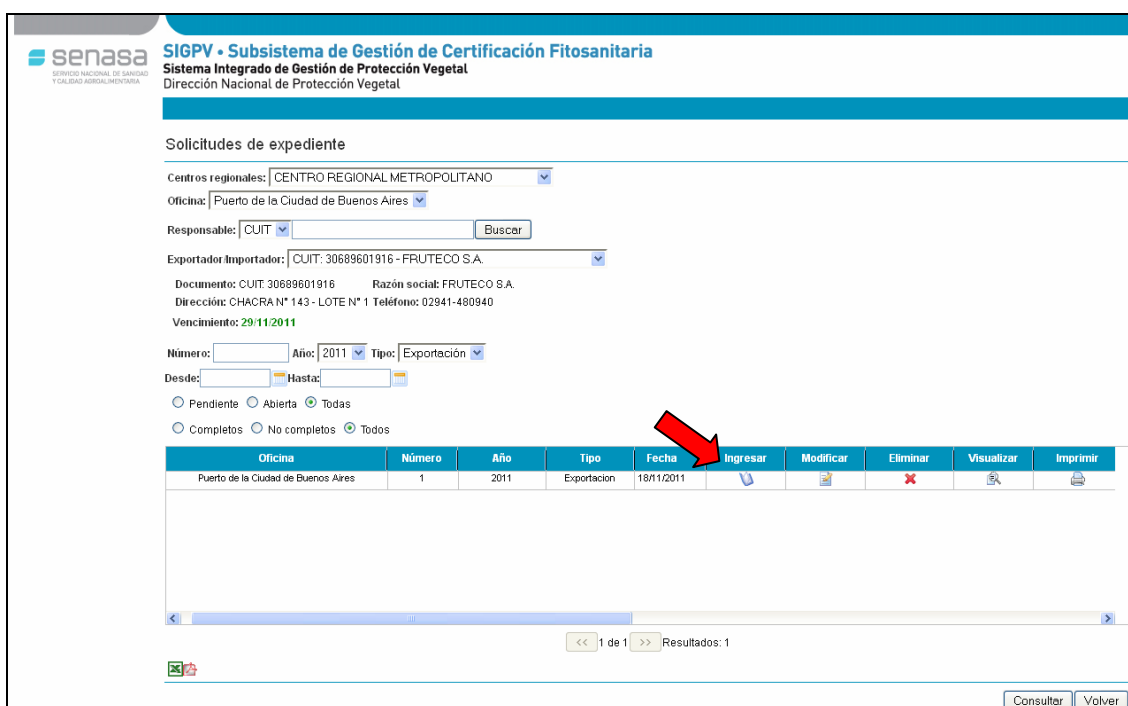 senasa
SERVICIO NACIONAL DE SANIDAD
Y CALIDAD AGROALIMENTARIA
SIGPV • Subsistema de Gestión de Certificación Fitosanitaria
Sistema Integrado de Gestión de Protección Vegetal
Dirección Nacional de Protección Vegetal
Solicitudes de expediente
Centros regionales: CENTRO REGIONAL METROPOLITANO
Oficina: Puerto de la Ciudad de Buenos Aires
Responsable: CUIT Buscar
Exportador/Importador: CUIT: 30689601916 - FRUTECO S.A.
Documento: CUIT: 30689601916 Razón social: FRUTECO S.A.
Dirección: CHACRA N° 143 - LOTE N° 1 Teléfono: 02941-480940
Vencimiento: 29/11/2011
Número: Año: 2011 Tipo: Exportación
Desde: Hasta:
Pendiente Abierta Todas
Completos No completos Todos
Oficina Número Año Tipo Fecha Ingresar Modificar Eliminar Visualizar Imprimir
Puerto de la Ciudad de Buenos Aires 1 2011 Exportacion 18/11/2011
<< 1 de 1 >> Resultados: 1
Consultar Volver